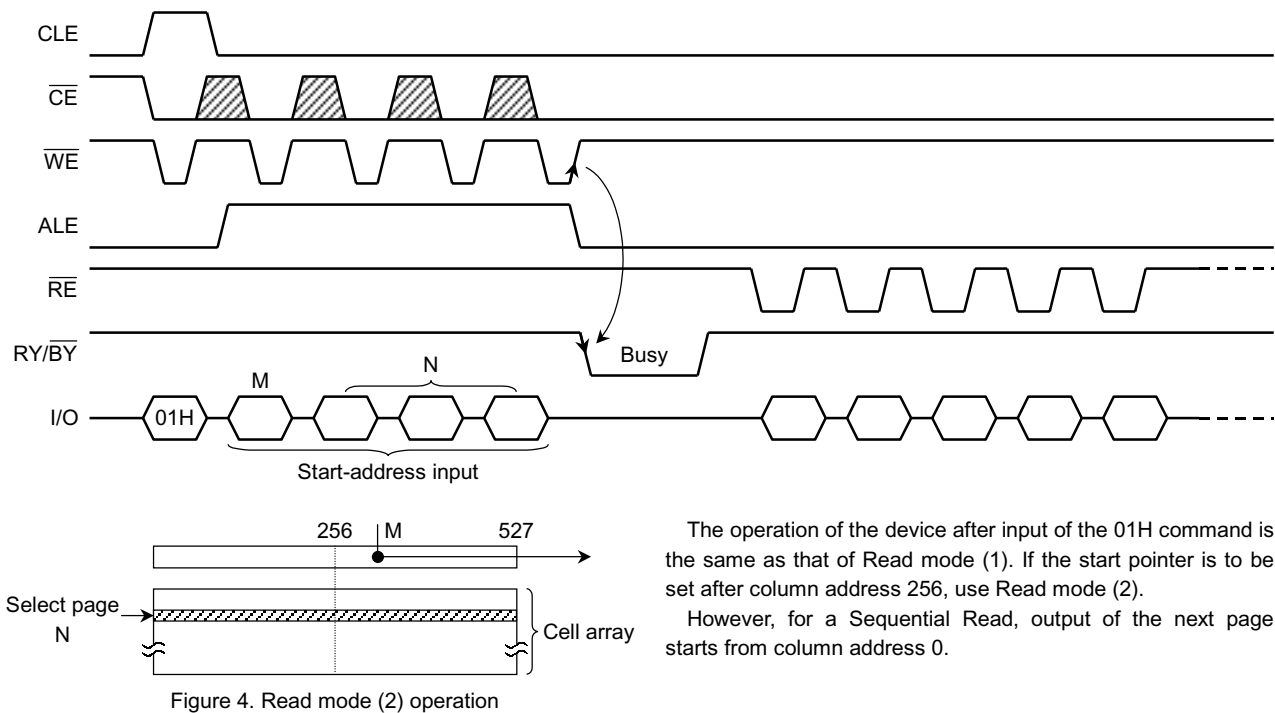 CLE
CE
WE
ALE
RE
RY/BY
Busy
M
N
I/O
01H
Start-address input
256
M
527
Select page
N
Cell array
Figure 4. Read mode (2) operation
The operation of the device after input of the 01H command is
the same as that of Read mode (1). If the start pointer is to be
set after column address 256, use Read mode (2).
However, for a Sequential Read, output of the next page
starts from column address 0.